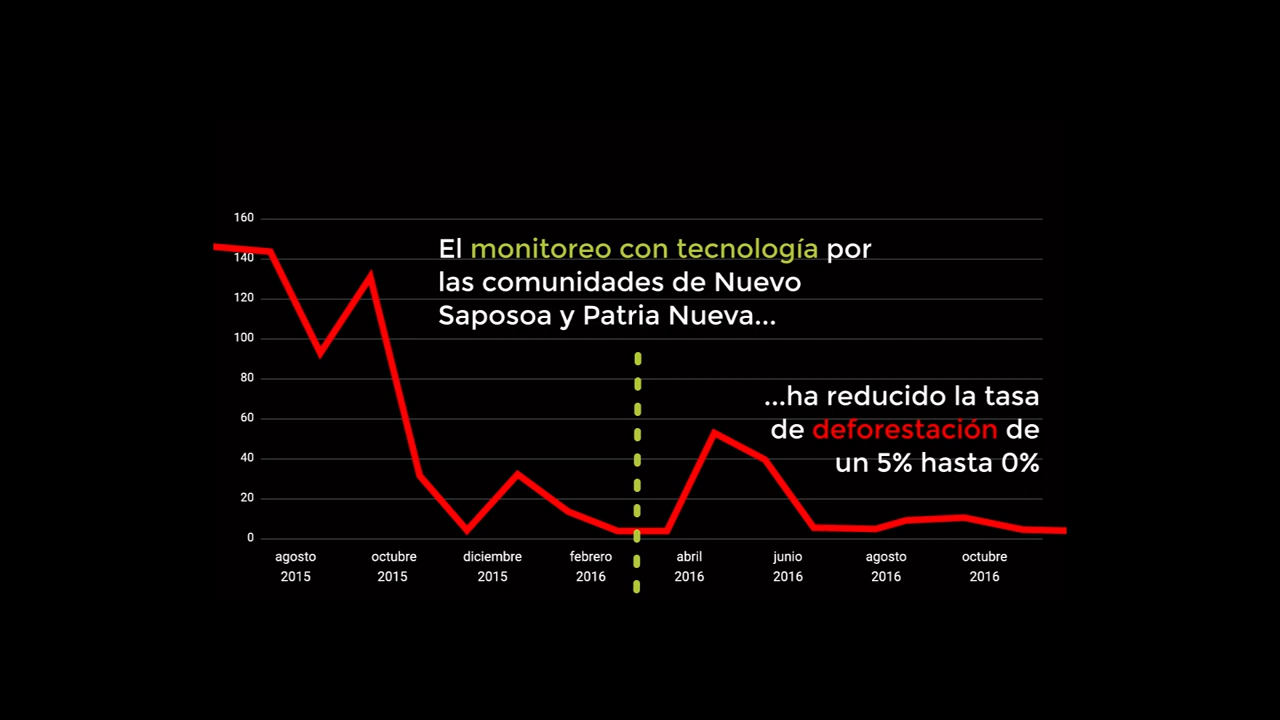 160
140
120
100
80
60
40
20
0
El monitoreo con tecnología por
las comunidades de Nuevo
Saposoa y Patria Nueva...
...ha reducido la tasa
de deforestación de
un 5% hasta 0%
agosto
2015
octubre
2015
diciembre
2015
febrero
2016
abril
2016
junio
2016
agosto
2016
octubre
2016